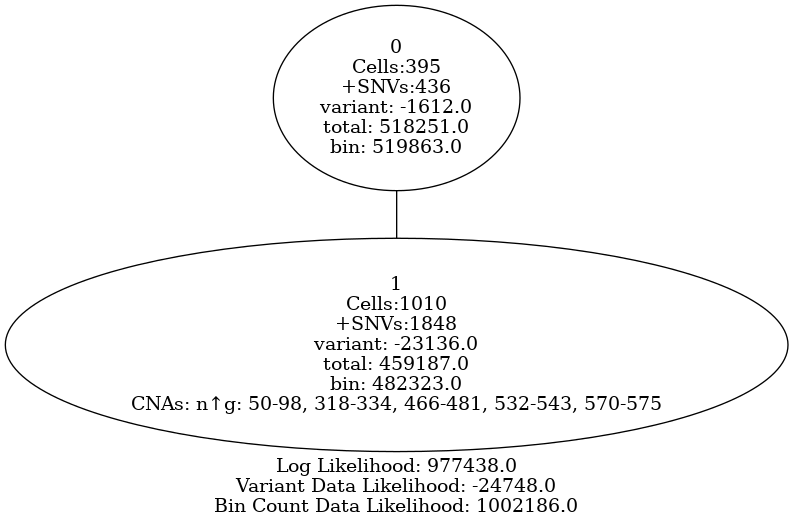 0
Cells:395
+SNVs:436
variant: -1612.0
total: 518251.0
bin: 519863.0
1
Cells:1010
+SNVs:1848
variant: -23136.0
total: 459187.0
bin: 482323.0
CNAs: n↑g: 50-98, 318-334, 466-481, 532-543, 570-575
Log Likelihood: 977438.0
Variant Data Likelihood: -24748.0
Bin Count Data Likelihood: 1002186.0